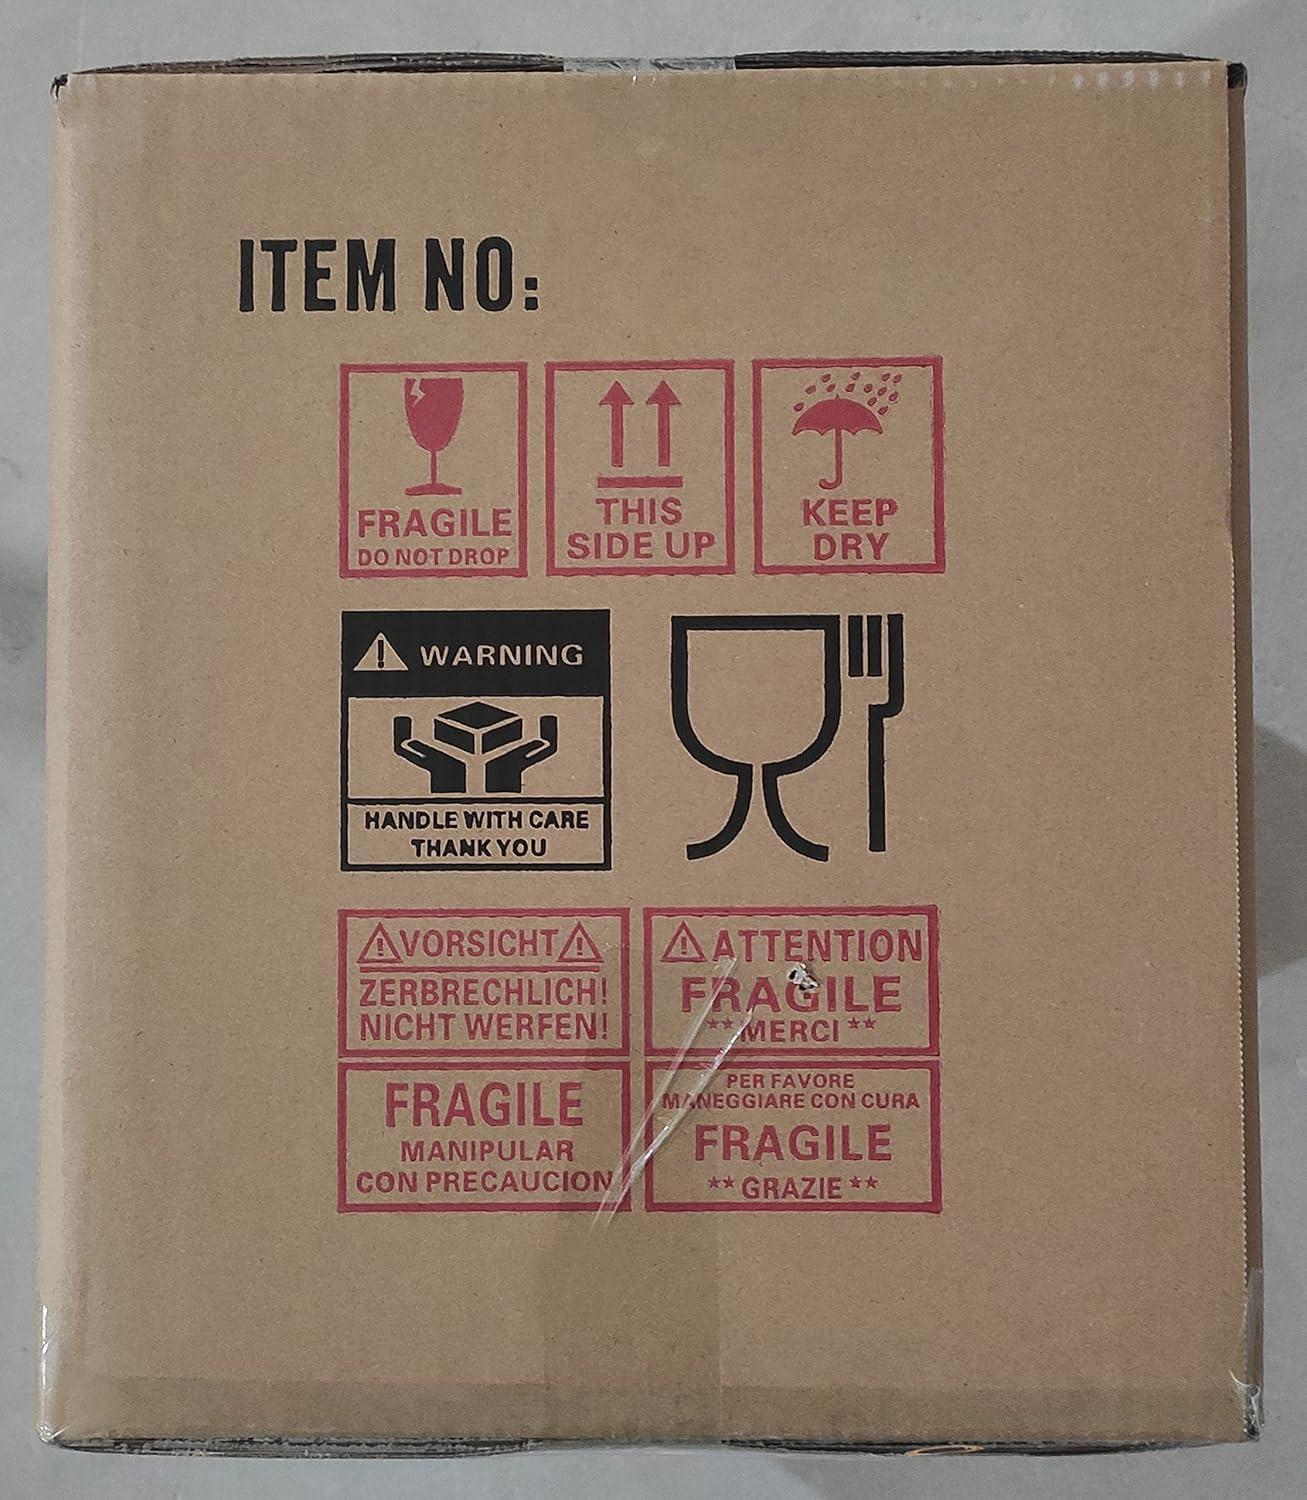 ITEM NO:
FRAGILE
DO NOT DROP
THIS
SIDE UP
KEEP
DRY
WARNING
HANDLE WITH CARE
THANK YOU
VORSICHT
ZERBRECHLICH!
NICHT WERFEN!
ATTENTION
FRAGILE
**MERCI**
FRAGILE
MANIPULAR
CON PRECAUCION
PER FAVORE
MANEGGIARE CON CURA
FRAGILE
**GRAZIE**